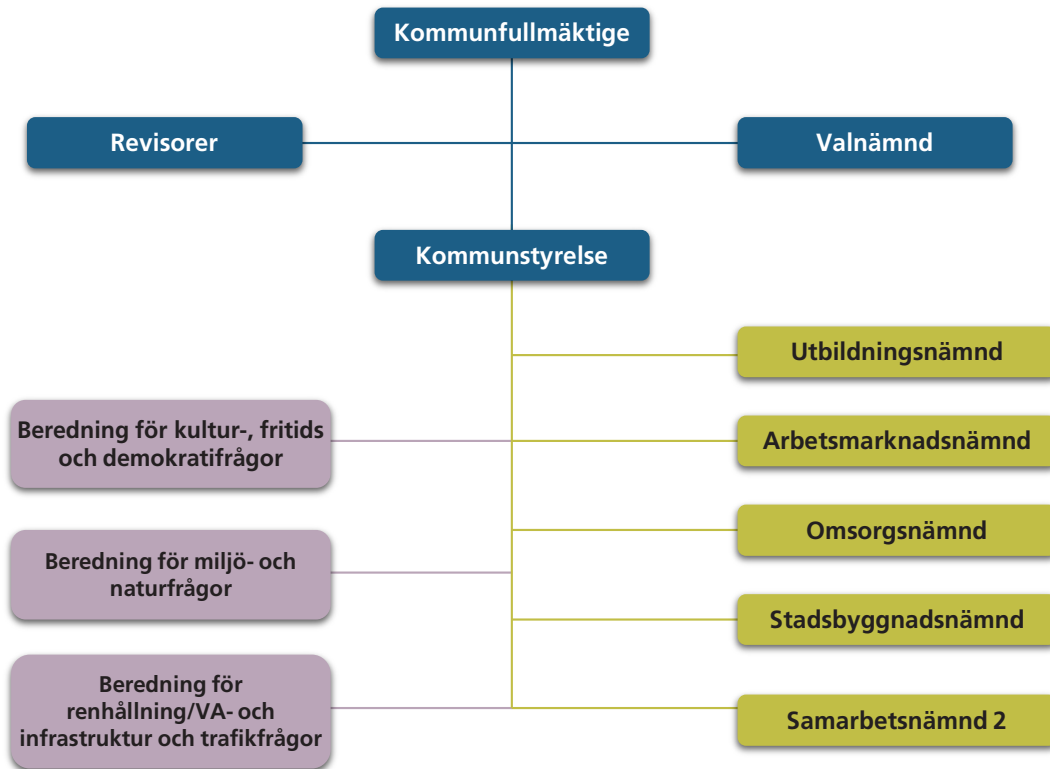 Kommunfullmäktige
Revisorer
Valnämnd
Kommunstyrelse
Utbildningsnämnd
Beredning för kultur-, fritids
och demokratifrågor
Arbetsmarknadsnämnd
Omsorgsnämnd
Beredning för miljö- och
naturfrågor
Stadsbyggnadsnämnd
Beredning för
renhållning/VA- och
infrastruktur och trafikfrågor
Samarbetsnämnd 2